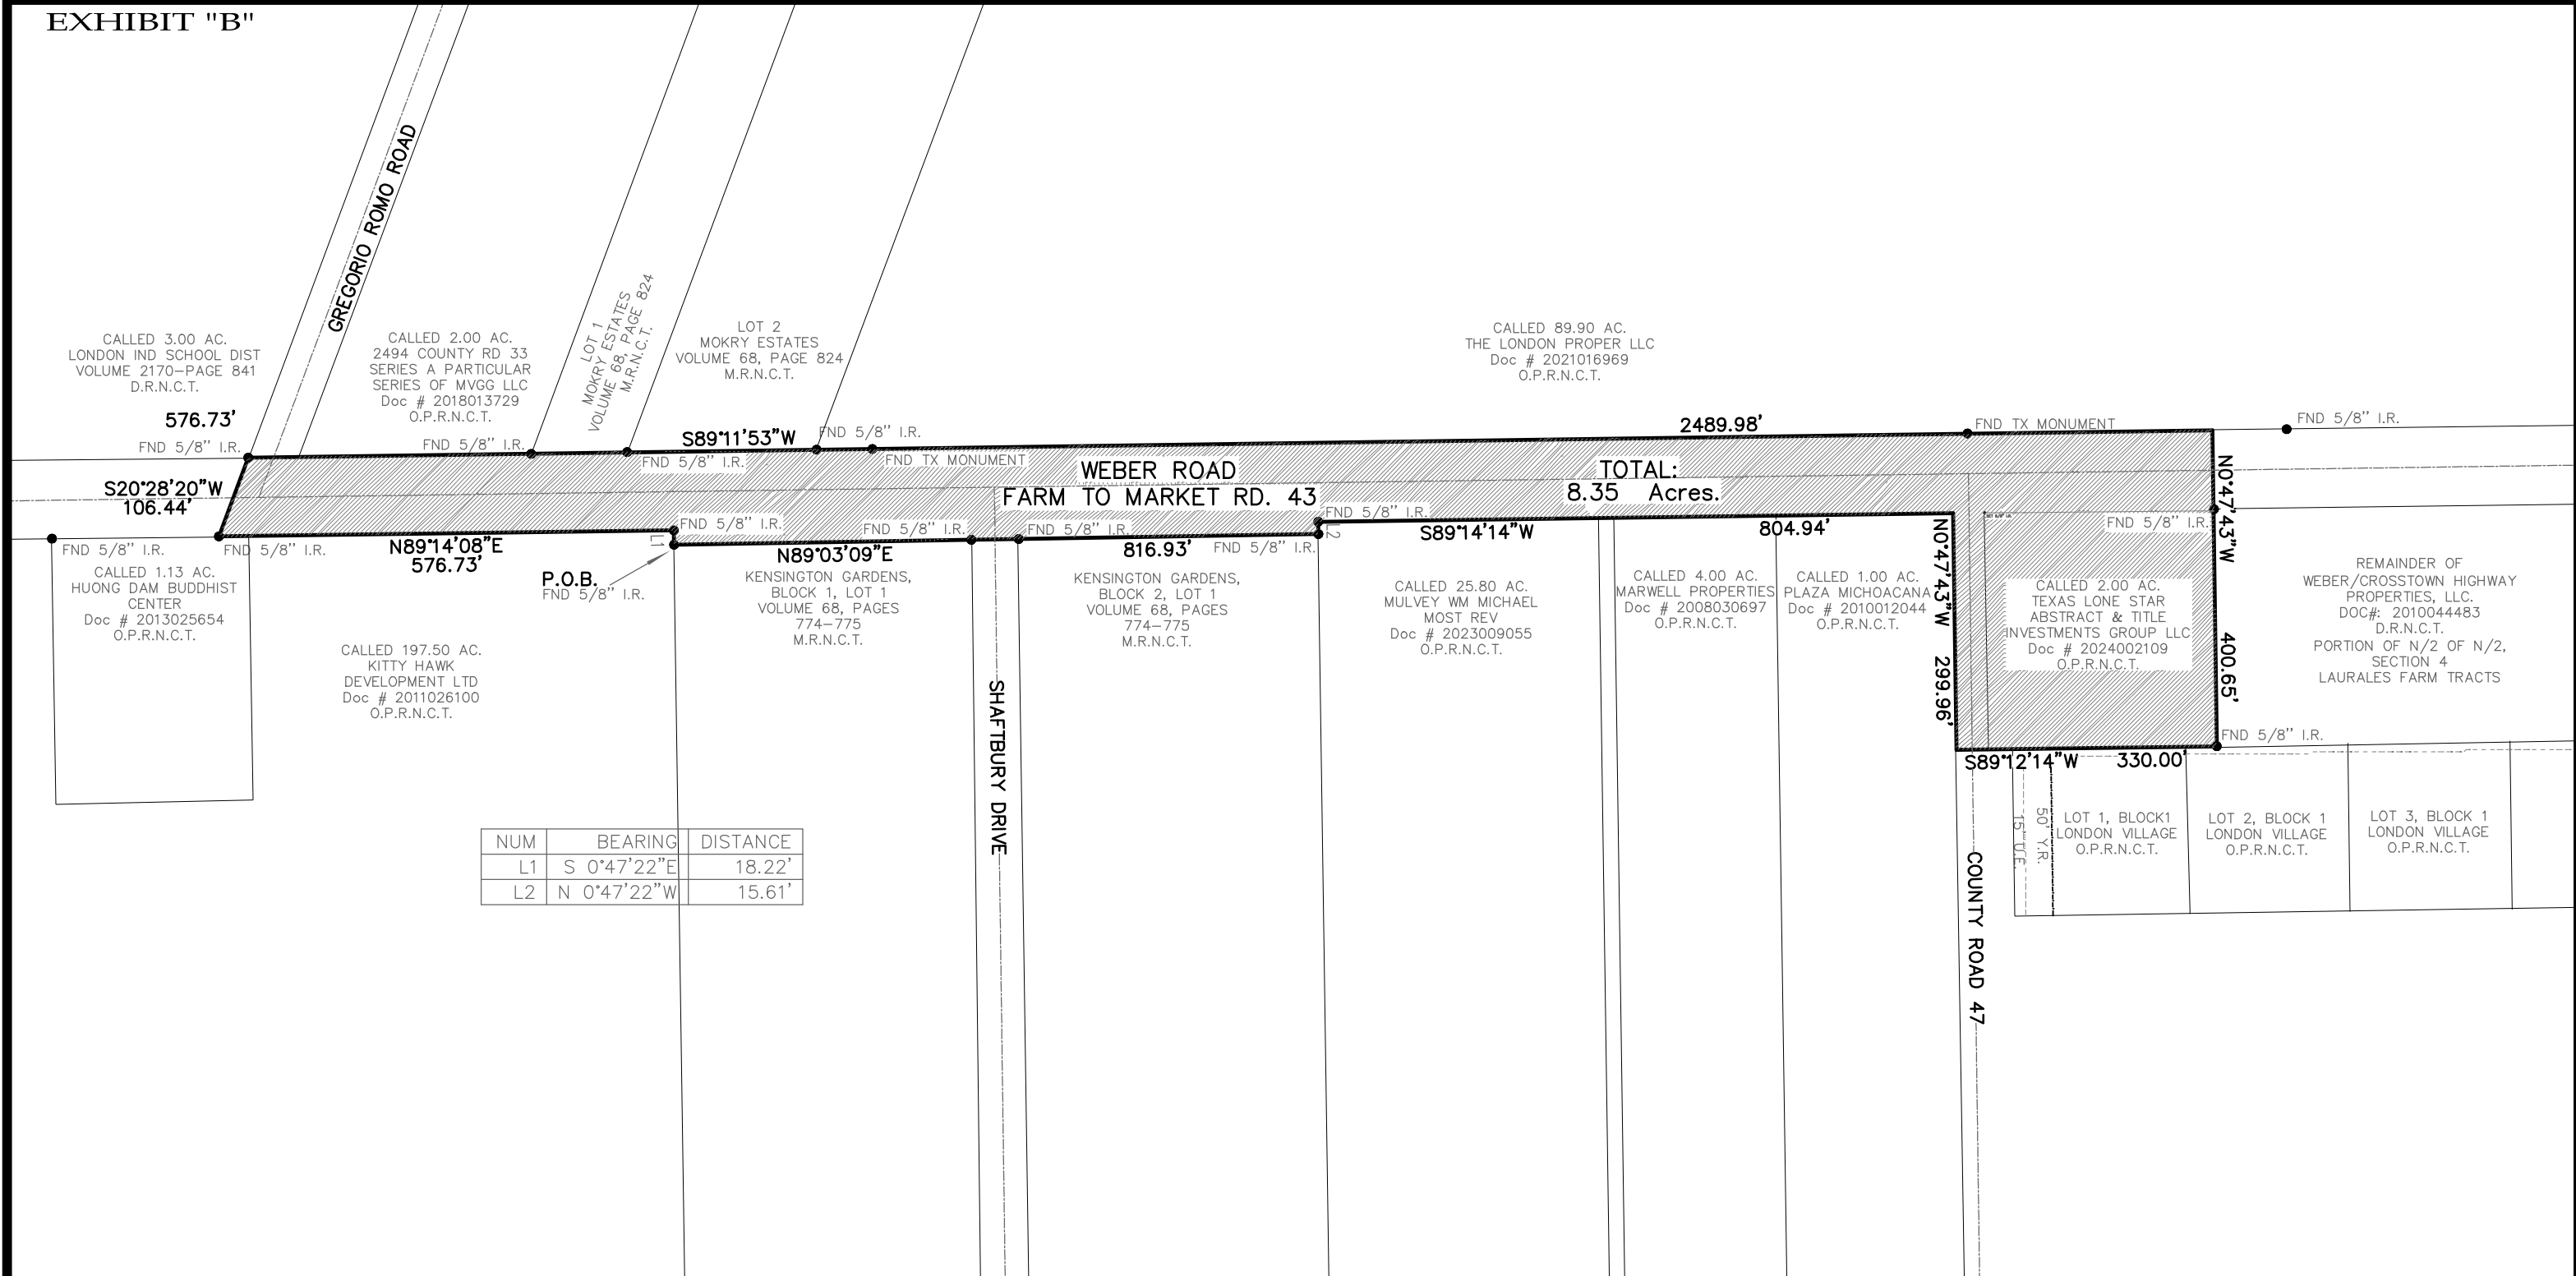 EXHIBIT "B"
GREGORIO ROMO ROAD
CALLED 3.00 AC.
LONDON IND SCHOOL DIST
VOLUME 2170-PAGE 841
D.R.N.C.T.
576.73'
FND 5/8" I.R.
CALLED 2.00 AC.
2494 COUNTY RD 33
SERIES A PARTICULAR
SERIES OF MVGG LLC
Doc # 2018013729
O.P.R.N.C.T.
FND 5/8" I.R.
LOT 1
MOKRY ESTATES
VOLUME 68, PAGE 824
M.R.N.C.T.
LOT 2
MOKRY ESTATES
VOLUME 68, PAGE 824
M.R.N.C.T.
S89°11'53"W
FND 5/8" I.R.
FND 5/8" I.R.
FND TX MONUMENT
CALLED 89.90 AC.
THE LONDON PROPER LLC
Doc # 2021016969
O.P.R.N.C.T.
2489.98'
FND TX MONUMENT
FND 5/8" I.R.
WEBER ROAD
FARM TO MARKET RD. 43
TOTAL:
8.35 Acres.
S20°28'20"W
106.44'
FND 5/8" I.R.
FND 5/8" I.R.
N89°14'08"E
576.73'
FND 5/8" I.R.
L1
P.O.B.
FND 5/8" I.R.
N89°03'09"E
FND 5/8" I.R.
FND 5/8" I.R.
816.93'
FND 5/8" I.R.
FND 5/8" I.R.
L2
S89°14'14"W
804.94'
N0°47'43"W
299.96'
FND 5/8" I.R.
N0°47'43"W
400.65'
CALLED 1.13 AC.
HUONG DAM BUDDHIST
CENTER
Doc # 2013025654
O.P.R.N.C.T.
CALLED 197.50 AC.
KITTY HAWK
DEVELOPMENT LTD
Doc # 2011026100
O.P.R.N.C.T.
KENSINGTON GARDENS,
BLOCK 1, LOT 1
VOLUME 68, PAGES
774-775
M.R.N.C.T.
SHAFTBURY DRIVE
KENSINGTON GARDENS,
BLOCK 2, LOT 1
VOLUME 68, PAGES
774-775
M.R.N.C.T.
CALLED 25.80 AC.
MULVEY WM MICHAEL
MOST REV
Doc # 2023009055
O.P.R.N.C.T.
CALLED 4.00 AC.
MARWELL PROPERTIES
Doc # 2008030697
O.P.R.N.C.T.
CALLED 1.00 AC.
PLAZA MICHOACANA
Doc # 2010012044
O.P.R.N.C.T.
CALLED 2.00 AC.
TEXAS LONE STAR
ABSTRACT & TITLE
INVESTMENTS GROUP LLC
Doc # 2024002109
O.P.R.N.C.T.
REMAINDER OF
WEBER/CROSSTOWN HIGHWAY
PROPERTIES, LLC.
DOC#: 2010044483
D.R.N.C.T.
PORTION OF N/2 OF N/2,
SECTION 4
LAURALES FARM TRACTS
FND 5/8" I.R.
S89°12'14"W
330.00'
COUNTY ROAD 47
15' U.E.
50' Y.R.
LOT 1, BLOCK1
LONDON VILLAGE
O.P.R.N.C.T.
LOT 2, BLOCK 1
LONDON VILLAGE
O.P.R.N.C.T.
LOT 3, BLOCK 1
LONDON VILLAGE
O.P.R.N.C.T.
NUM BEARING DISTANCE
L1 S 0°47'22"E 18.22'
L2 N 0°47'22"W 15.61'